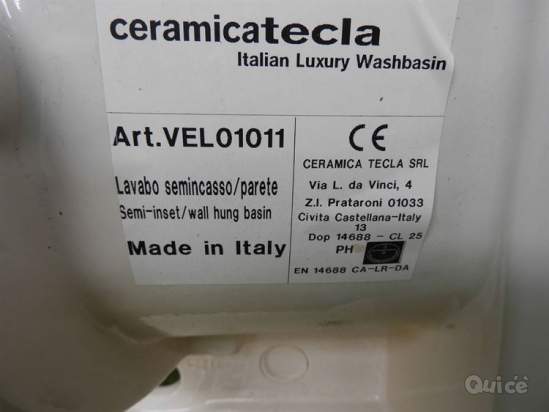 ceramicatecla
Italian Luxury Washbasin
Art.VEL01011
Lavabo semincasso/parete
Semi-inset/wall hung basin
Made in Italy
CE
CERAMICA TECLA SRL
Via L. da Vinci, 4
Z.I. Prataroni 01033
Civita Castellana-Italy
13
Dop 14688 - CL 25
PH
EN 14688 CA-LR-DA
Quicè